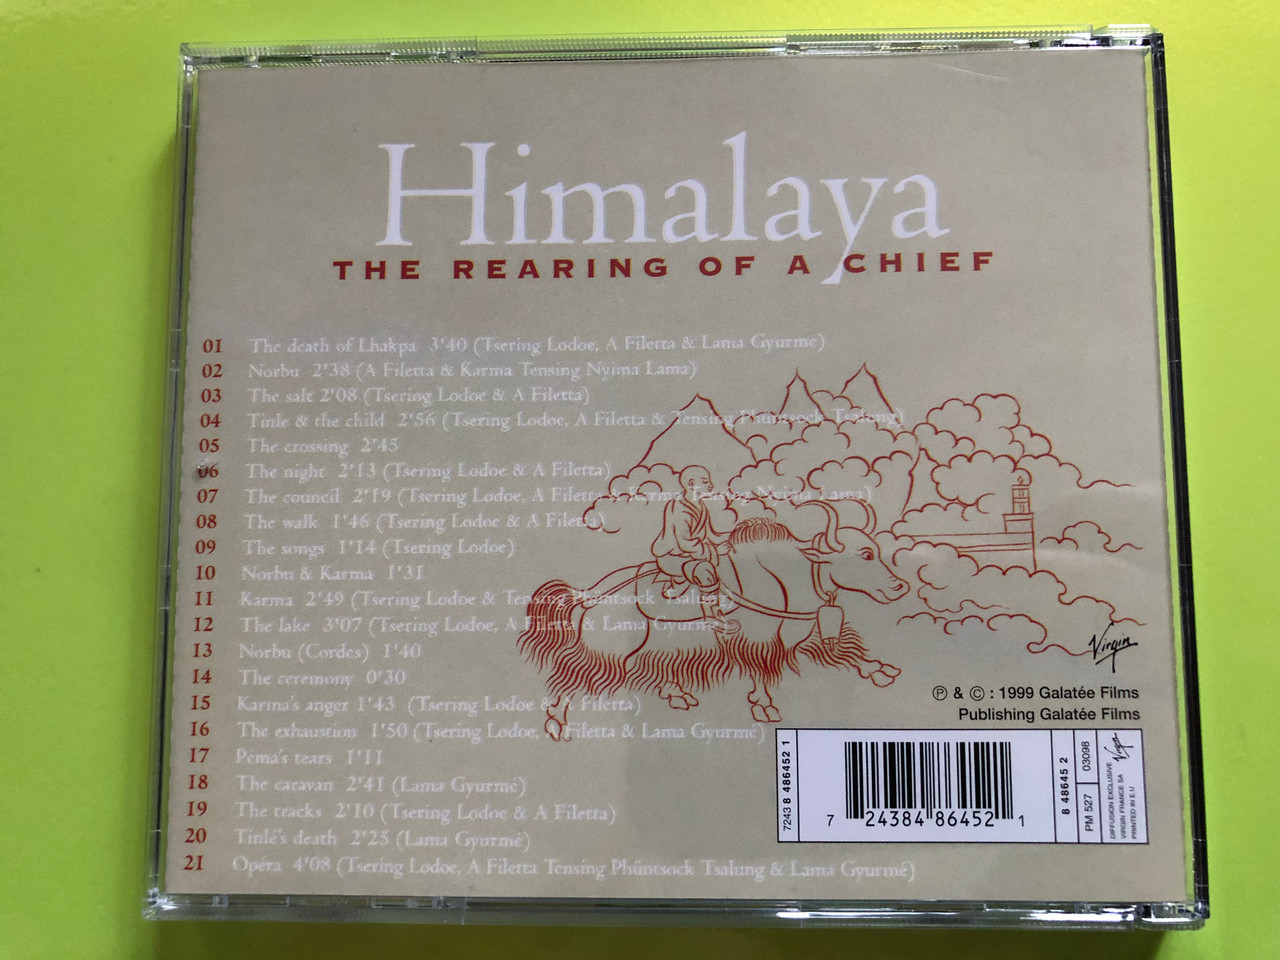 Himalaya
THE REARING OF A CHIEF
01 The death of Lhakpa 3'40 (Tsering Lodoe, A Filetta & Lama Gyurme)
02 Norbu 2'38 (A Filetta & Karma Tensing Nyima Lama)
03 The salt 2'08 (Tsering Lodoe & A Filetta)
04 Tinle & the child 2'56 (Tsering Lodoe, A Filetta & Tensing Phüntsock Tsalung)
05 The crossing 2'45
06 The night 2'13 (Tsering Lodoe & A Filetta)
07 The council 2'19 (Tsering Lodoe, A Filetta & Karma Tensing Nyima Lama)
08 The walk 1'46 (Tsering Lodoe & A Filetta)
09 The songs 1'14 (Tsering Lodoe)
10 Norbu & Karma 1'31
11 Karma 2'49 (Tsering Lodoe & Tensing Phüntsock Tsalung)
12 The lake 3'07 (Tsering Lodoe, A Filetta & Lama Gyurme)
13 Norbu (Cordes) 1'40
14 The ceremony 0'30
15 Karma's anger 1'43 (Tsering Lodoe & A Filetta)
16 The exhaustion 1'50 (Tsering Lodoe, A Filetta & Lama Gyurmé)
17 Pema's tears 1'11
18 The caravan 2'41 (Lama Gyurmé)
19 The tracks 2'10 (Tsering Lodoe & A Filetta)
20 Tinlé's death 2'25 (Lama Gyurmé)
21 Opéra 4'08 (Tsering Lodoe, A Filetta Tensing Phüntsock Tsalung & Lama Gyurmé)
Virgin
℗ & © : 1999 Galatée Films
Publishing Galatée Films
7243 8 486452 1
7 24384 86452 1
8 48645 2
PM 527 03098
DIFFUSION EXCLUSIVE
VIRGIN FRANCE SA
PRINTED IN E.U
Virgin